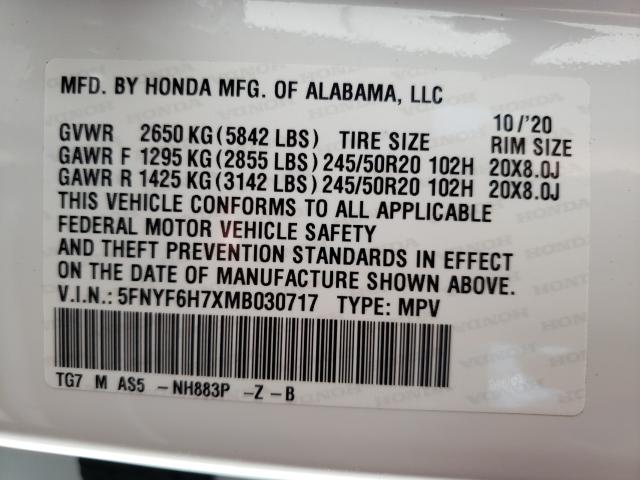 MFD. BY HONDA MFG. OF ALABAMA, LLC
10/'20
GVWR 2650 KG (5842 LBS) TIRE SIZE RIM SIZE
GAWR F 1295 KG (2855 LBS) 245/50R20 102H 20X8.0J
GAWR R 1425 KG (3142 LBS) 245/50R20 102H 20X8.0J
THIS VEHICLE CONFORMS TO ALL APPLICABLE
FEDERAL MOTOR VEHICLE SAFETY
AND THEFT PREVENTION STANDARDS IN EFFECT
ON THE DATE OF MANUFACTURE SHOWN ABOVE.
V.I.N.: 5FNYF6H7XMB030717 TYPE: MPV
TG7 M AS5 -NH883P -Z-B